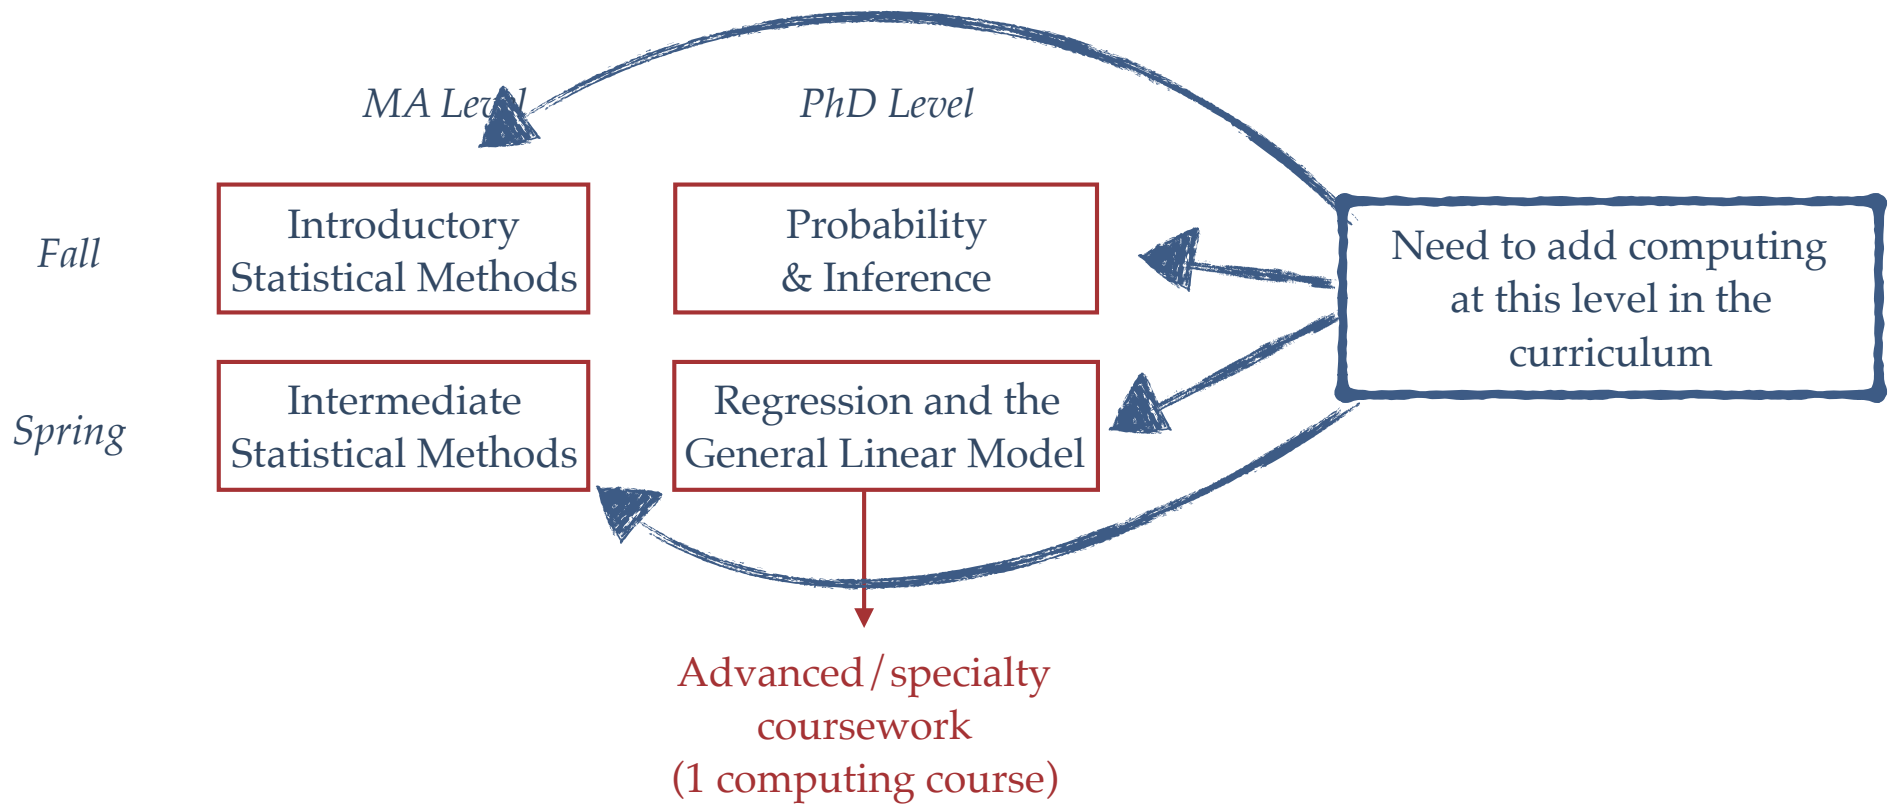 MA Level
PhD Level
Fall
Introductory
Statistical Methods
Probability
& Inference
Need to add computing
at this level in the
curriculum
Spring
Intermediate
Statistical Methods
Regression and the
General Linear Model
Advanced/specialty
coursework
(1 computing course)